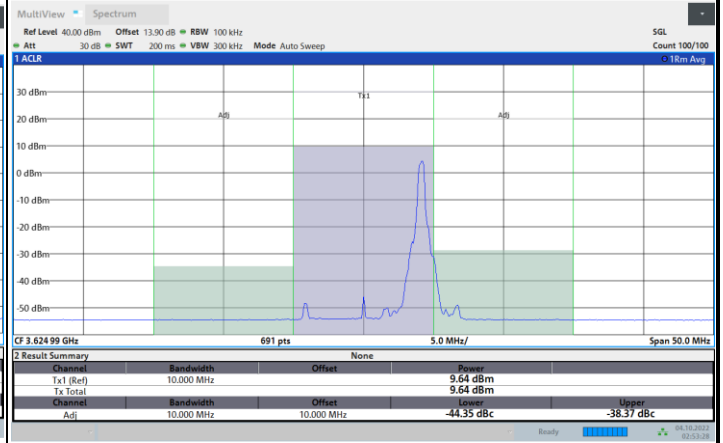 MultiView Spectrum
Ref Level 40.00 dBm Offset 13.90 dB RBW 100 kHz SGL
Att 30 dB SWT 200 ms VBW 300 kHz Mode Auto Sweep Count 100/100
1 ACLR 1Rm Avg
30 dBm
Tx1
20 dBm Adj Adj
10 dBm
0 dBm
-10 dBm
-20 dBm
-30 dBm
-40 dBm
-50 dBm
CF 3.624 99 GHz 691 pts 5.0 MHz/ Span 50.0 MHz
2 Result Summary None
Channel Bandwidth Offset Power
Tx1 (Ref) 10.000 MHz 9.64 dBm
Tx Total 9.64 dBm
Channel Bandwidth Offset Lower Upper
Adj 10.000 MHz 10.000 MHz -44.35 dBc -38.37 dBc
Ready 04.10.2022
02:53:28